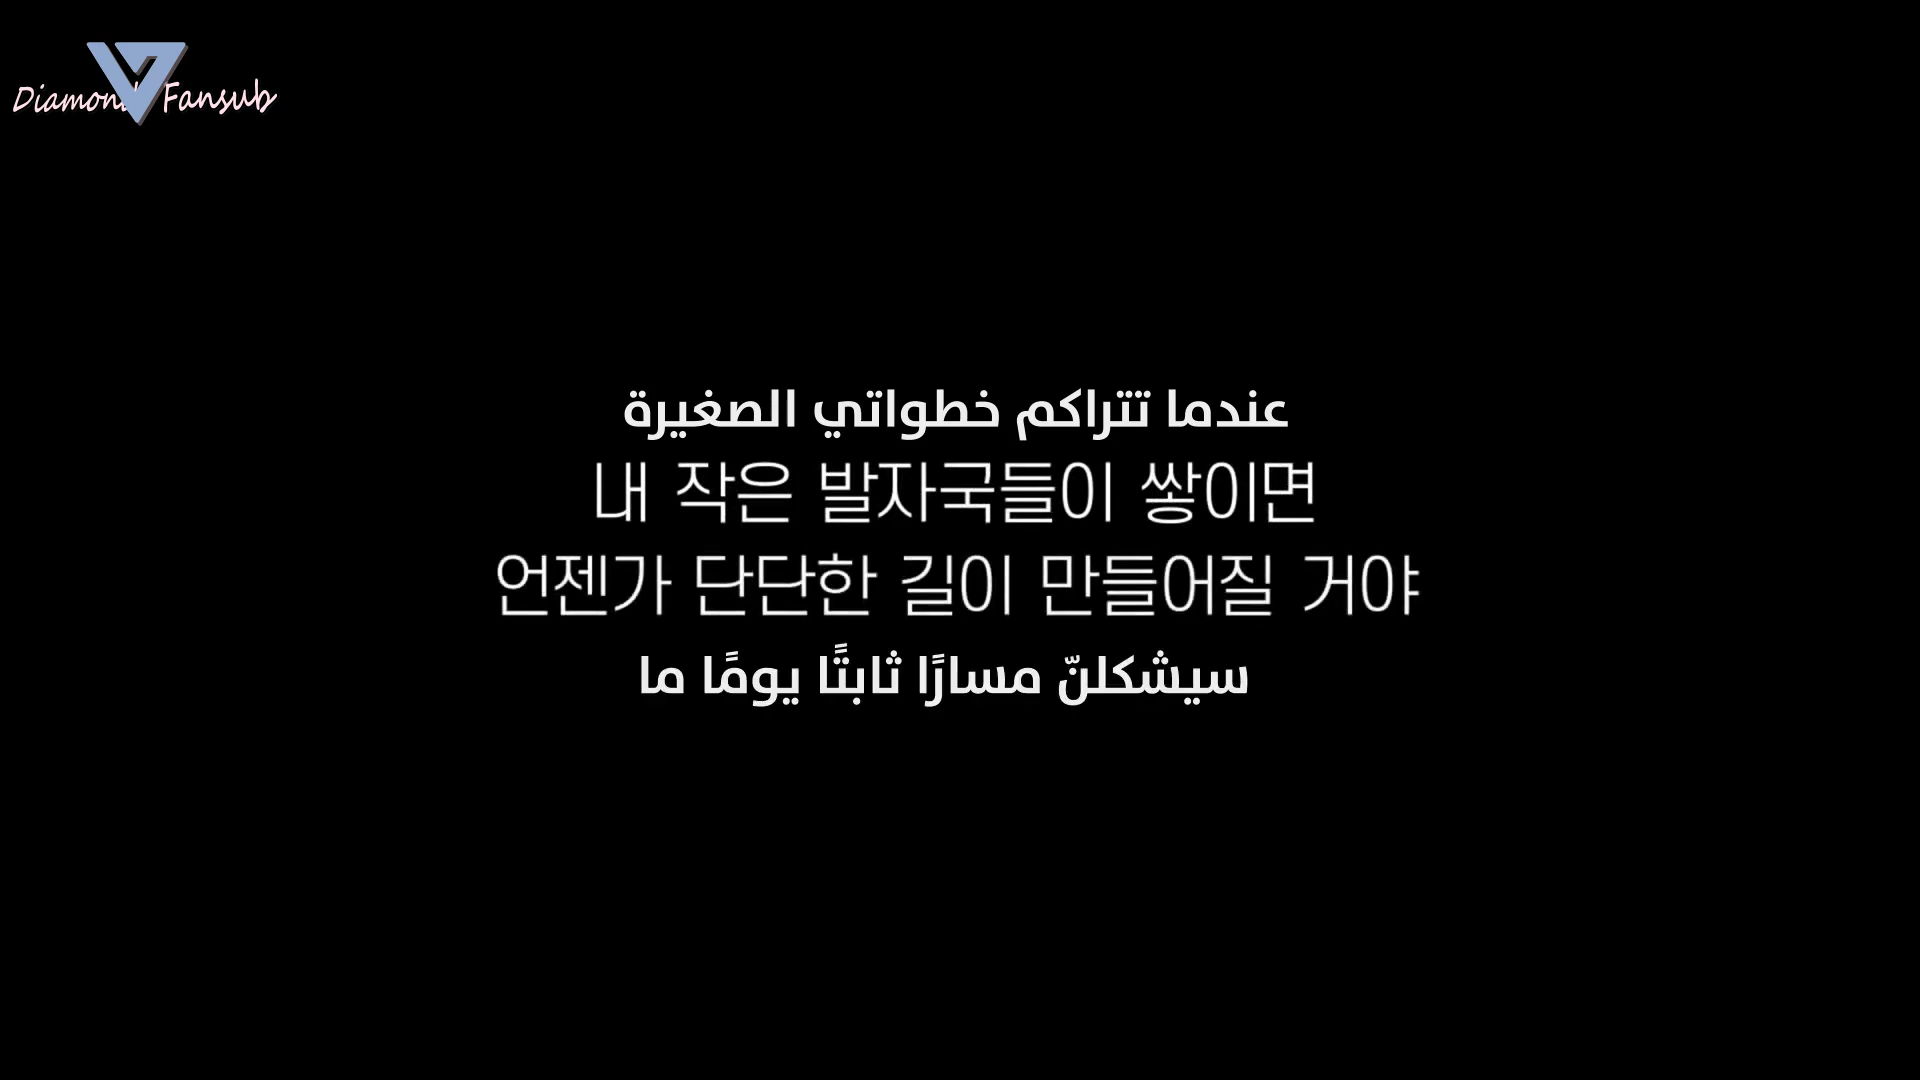 Diamond Fansub
عندما تتراكم خطواتي الصغيرة
내 작은 발자국들이 쌓이면
언젠가 단단한 길이 만들어질 거야
سيشكلنّ مسارًا ثابتًا يومًا ما